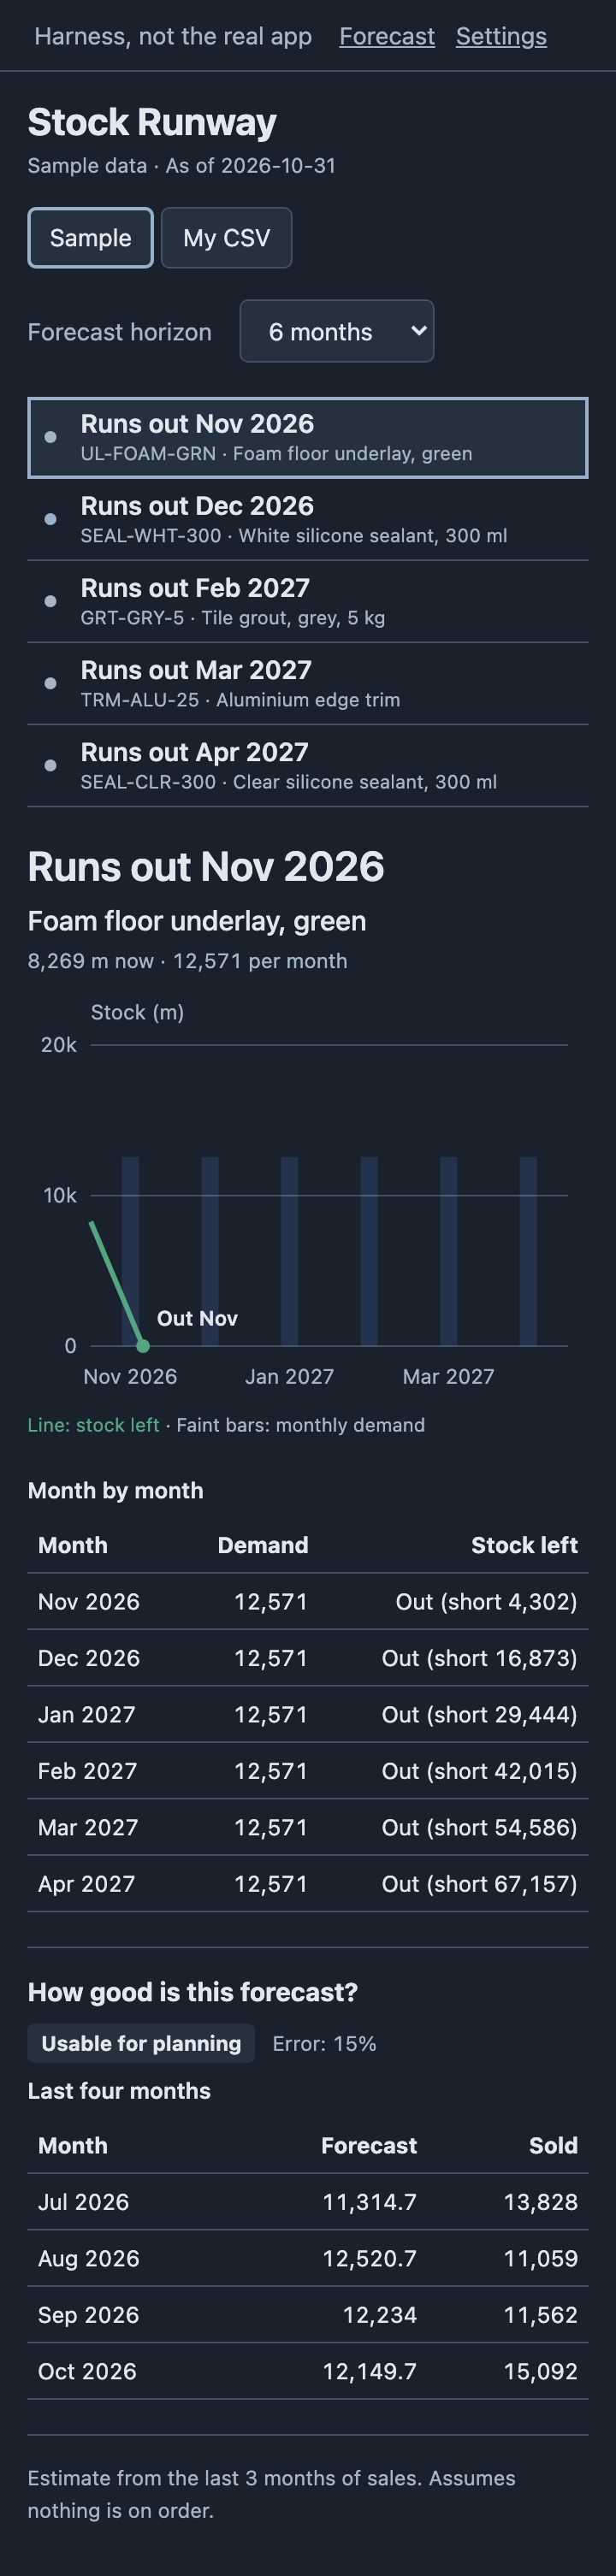 Harness, not the real app Forecast Settings
Stock Runway
Sample data · As of 2026-10-31
Sample My CSV
Forecast horizon 6 months
Runs out Nov 2026
UL-FOAM-GRN · Foam floor underlay, green
Runs out Dec 2026
SEAL-WHT-300 · White silicone sealant, 300 ml
Runs out Feb 2027
GRT-GRY-5 · Tile grout, grey, 5 kg
Runs out Mar 2027
TRM-ALU-25 · Aluminium edge trim
Runs out Apr 2027
SEAL-CLR-300 · Clear silicone sealant, 300 ml
Runs out Nov 2026
Foam floor underlay, green
8,269 m now · 12,571 per month
Stock (m)
20k
10k
Out Nov
0
Nov 2026 Jan 2027 Mar 2027
Line: stock left · Faint bars: monthly demand
Month by month
Month Demand Stock left
Nov 2026 12,571 Out (short 4,302)
Dec 2026 12,571 Out (short 16,873)
Jan 2027 12,571 Out (short 29,444)
Feb 2027 12,571 Out (short 42,015)
Mar 2027 12,571 Out (short 54,586)
Apr 2027 12,571 Out (short 67,157)
How good is this forecast?
Usable for planning Error: 15%
Last four months
Month Forecast Sold
Jul 2026 11,314.7 13,828
Aug 2026 12,520.7 11,059
Sep 2026 12,234 11,562
Oct 2026 12,149.7 15,092
Estimate from the last 3 months of sales. Assumes
nothing is on order.